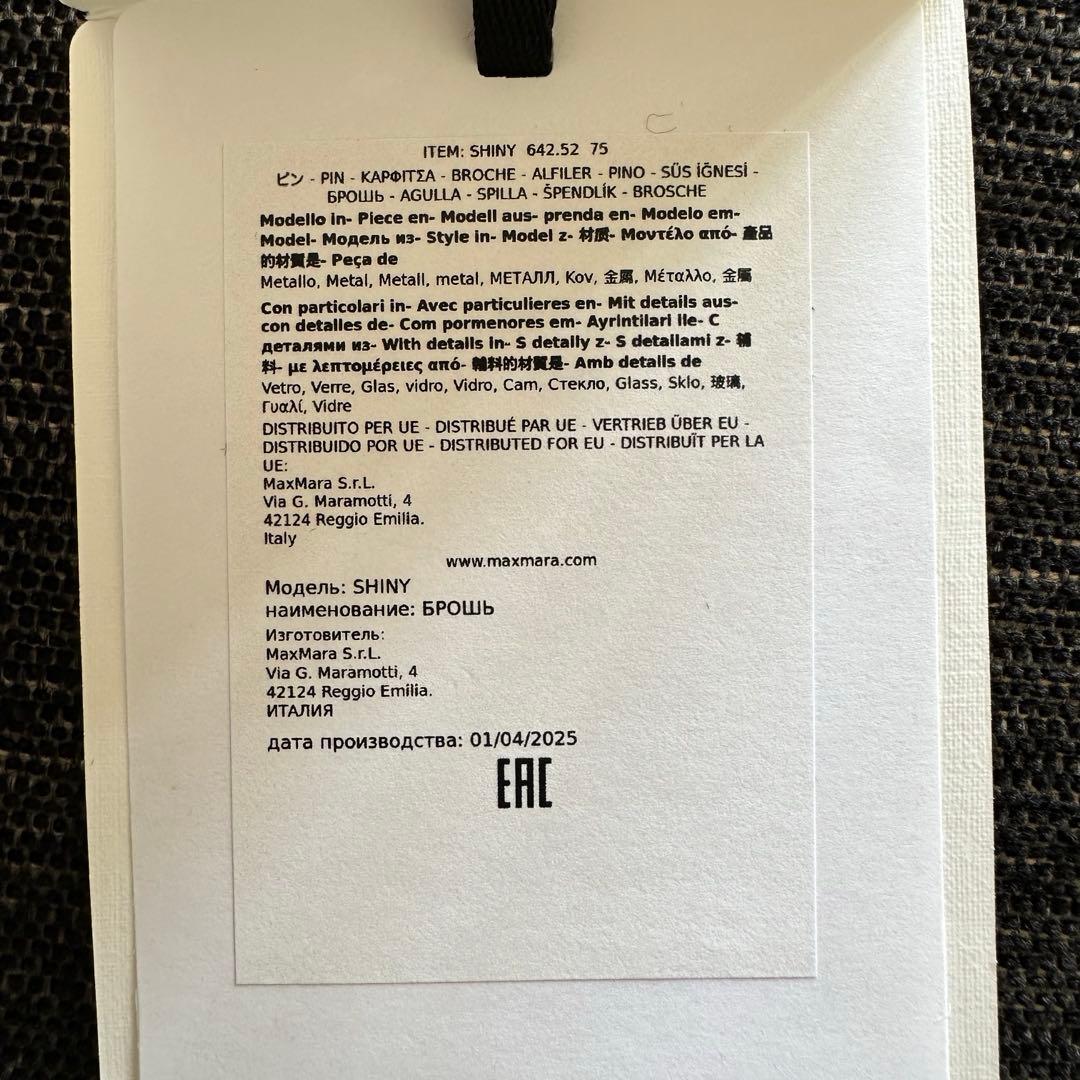 ITEM: SHINY 642.52 75
ピン - PIN - ΚΑΡΦΙΤΣΑ - BROCHE - ALFILER - PINO - SÜS İĞNESİ -
БРОШЬ - AGULLA - SPILLA - ŠPENDLÍK - BROSCHE
Modello in- Piece en- Modell aus- prenda en- Modelo em-
Model- Модель из- Style in- Model z- 材质- Μοντέλο από- 產品
的材質是- Peça de
Metallo, Metal, Metall, metal, МЕТАЛЛ, Kov, 金屬, Μέταλλο, 金屬
Con particolari in- Avec particulieres en- Mit details aus-
con detalles de- Com pormenores em- Ayrintilari ile- С
деталями из- With details in- S detaily z- S detallami z- 輔
料- με λεπτομέρειες από- 輔料的材質是- Amb details de
Vetro, Verre, Glas, vidro, Vidro, Cam, Стекло, Glass, Sklo, 玻璃,
Γυαλί, Vidre
DISTRIBUITO PER UE - DISTRIBUÉ PAR UE - VERTRIEB ÜBER EU -
DISTRIBUIDO POR UE - DISTRIBUTED FOR EU - DISTRIBUÏT PER LA
UE:
MaxMara S.r.L.
Via G. Maramotti, 4
42124 Reggio Emilia.
Italy
www.maxmara.com
Модель: SHINY
наименование: БРОШЬ
Изготовитель:
MaxMara S.r.L.
Via G. Maramotti, 4
42124 Reggio Emilia.
ИТАЛИЯ
дата производства: 01/04/2025
EAC